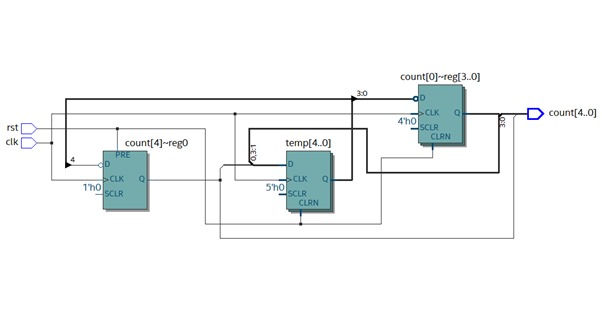 count[0]~reg[3..0]
3:0
D
CLK
Q
4'h0
SCLR
CLRN
3:0
count[4..0]
rst
clk
count[4]~reg0
PRE
4
D
CLK
Q
1'h0
SCLR
temp[4..0]
0,3:1
D
CLK
Q
5'h0
SCLR
CLRN